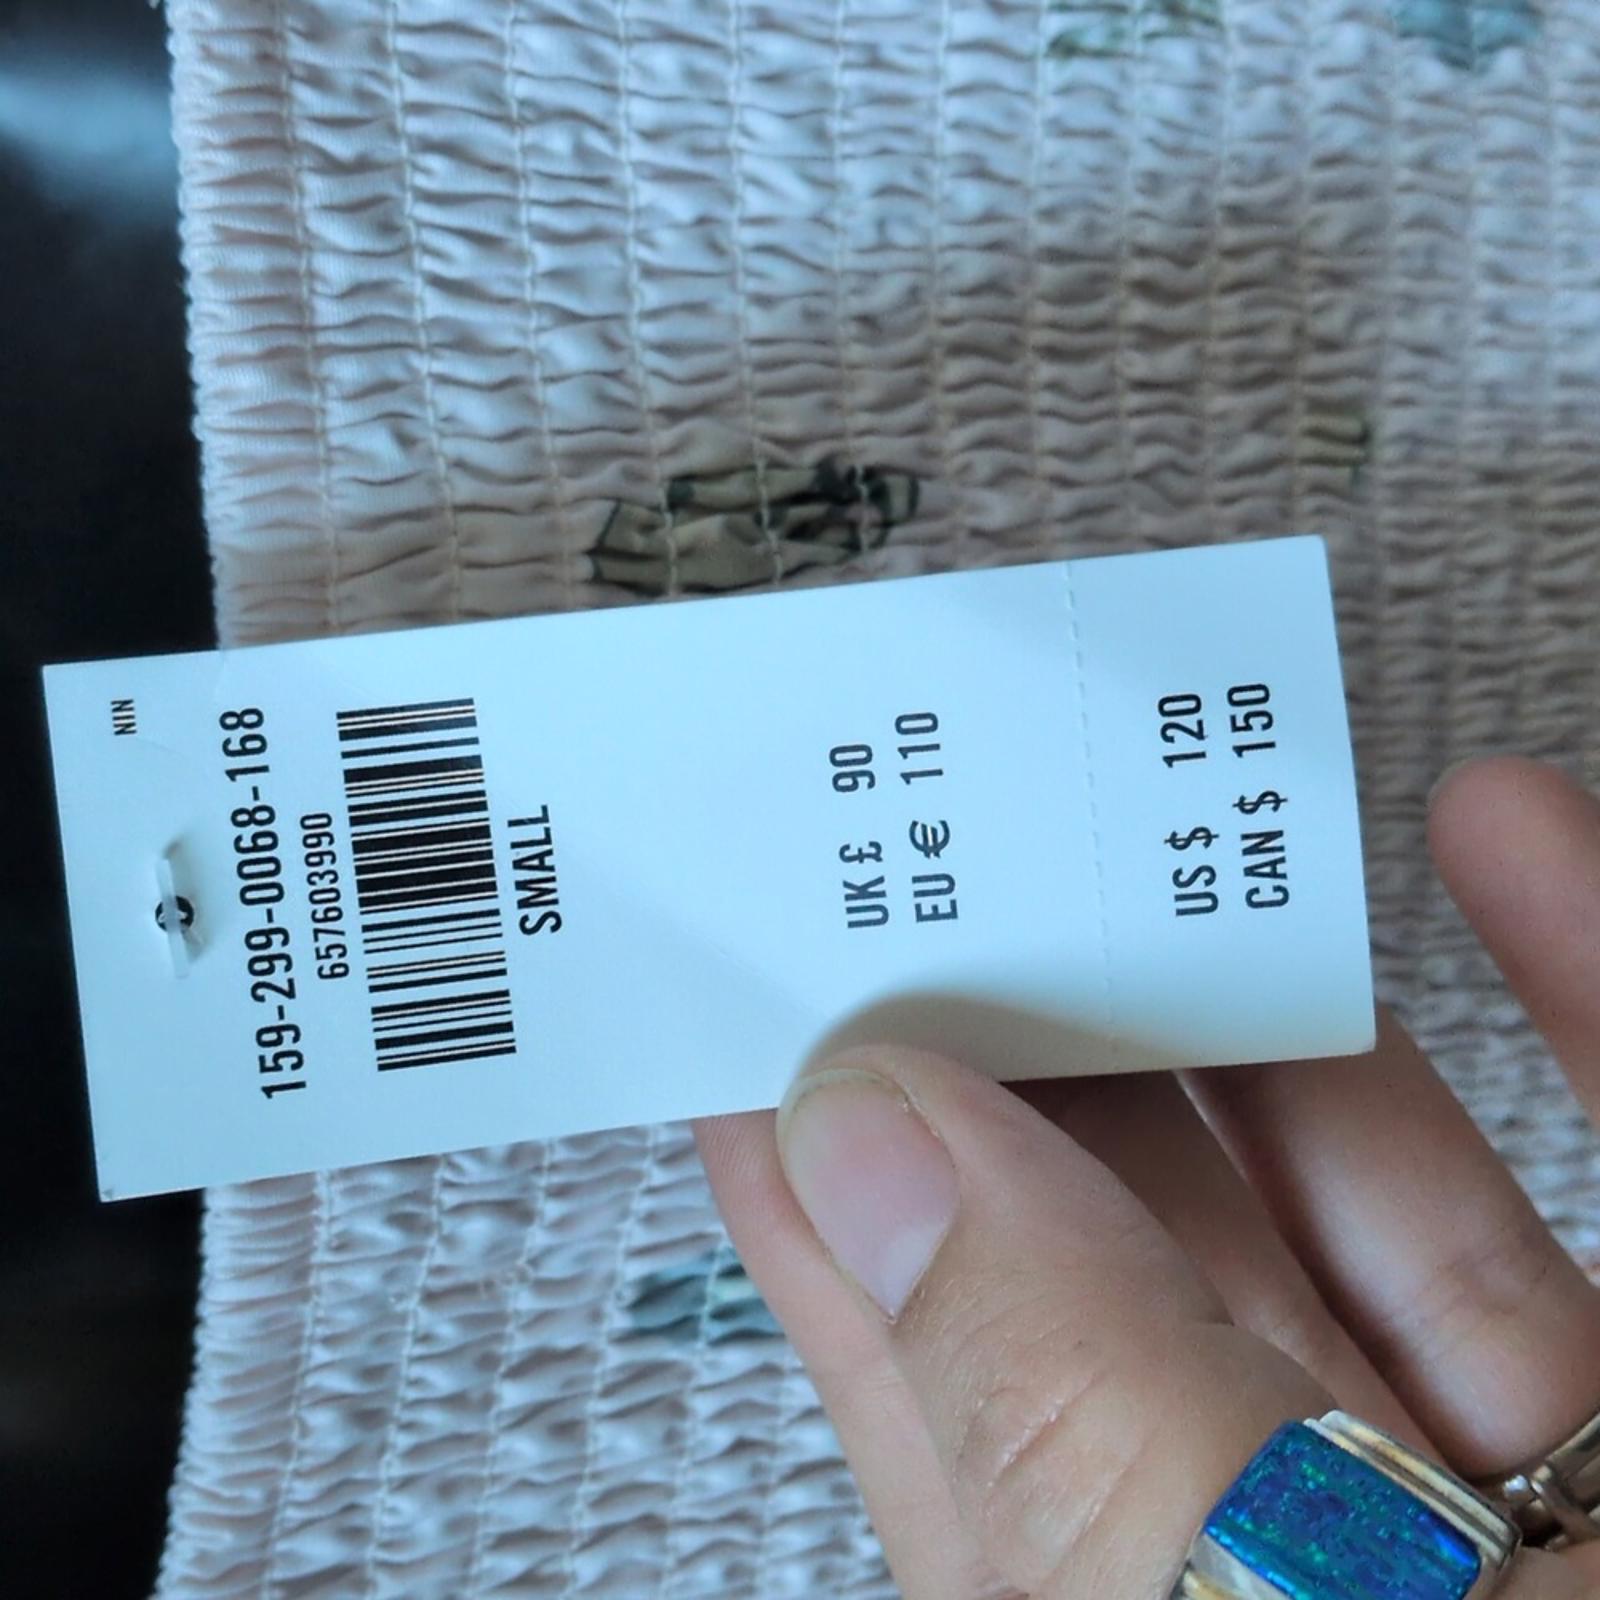 NIN
159-299-0068-168
657603990
SMALL
UK £ 90
EU € 110
US $ 120
CAN $ 150